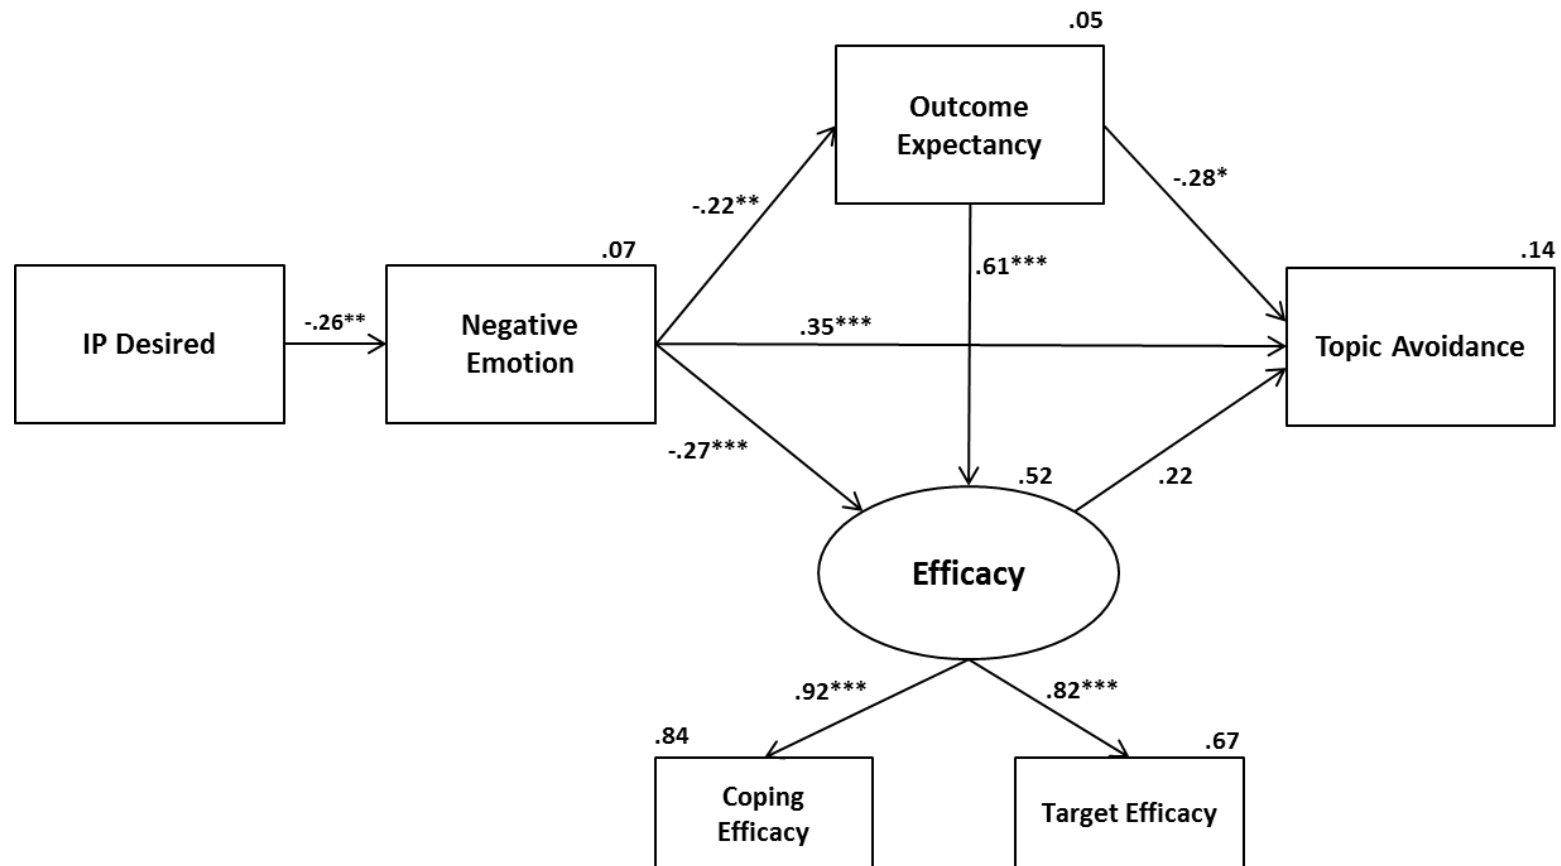 .05
Outcome
Expectancy
-.22**
-.28*
.07
.61***
.14
IP Desired
-.26**
Negative
Emotion
.35***
Topic Avoidance
-.27***
.52
.22
Efficacy
.92***
.82***
.84
.67
Coping
Efficacy
Target Efficacy